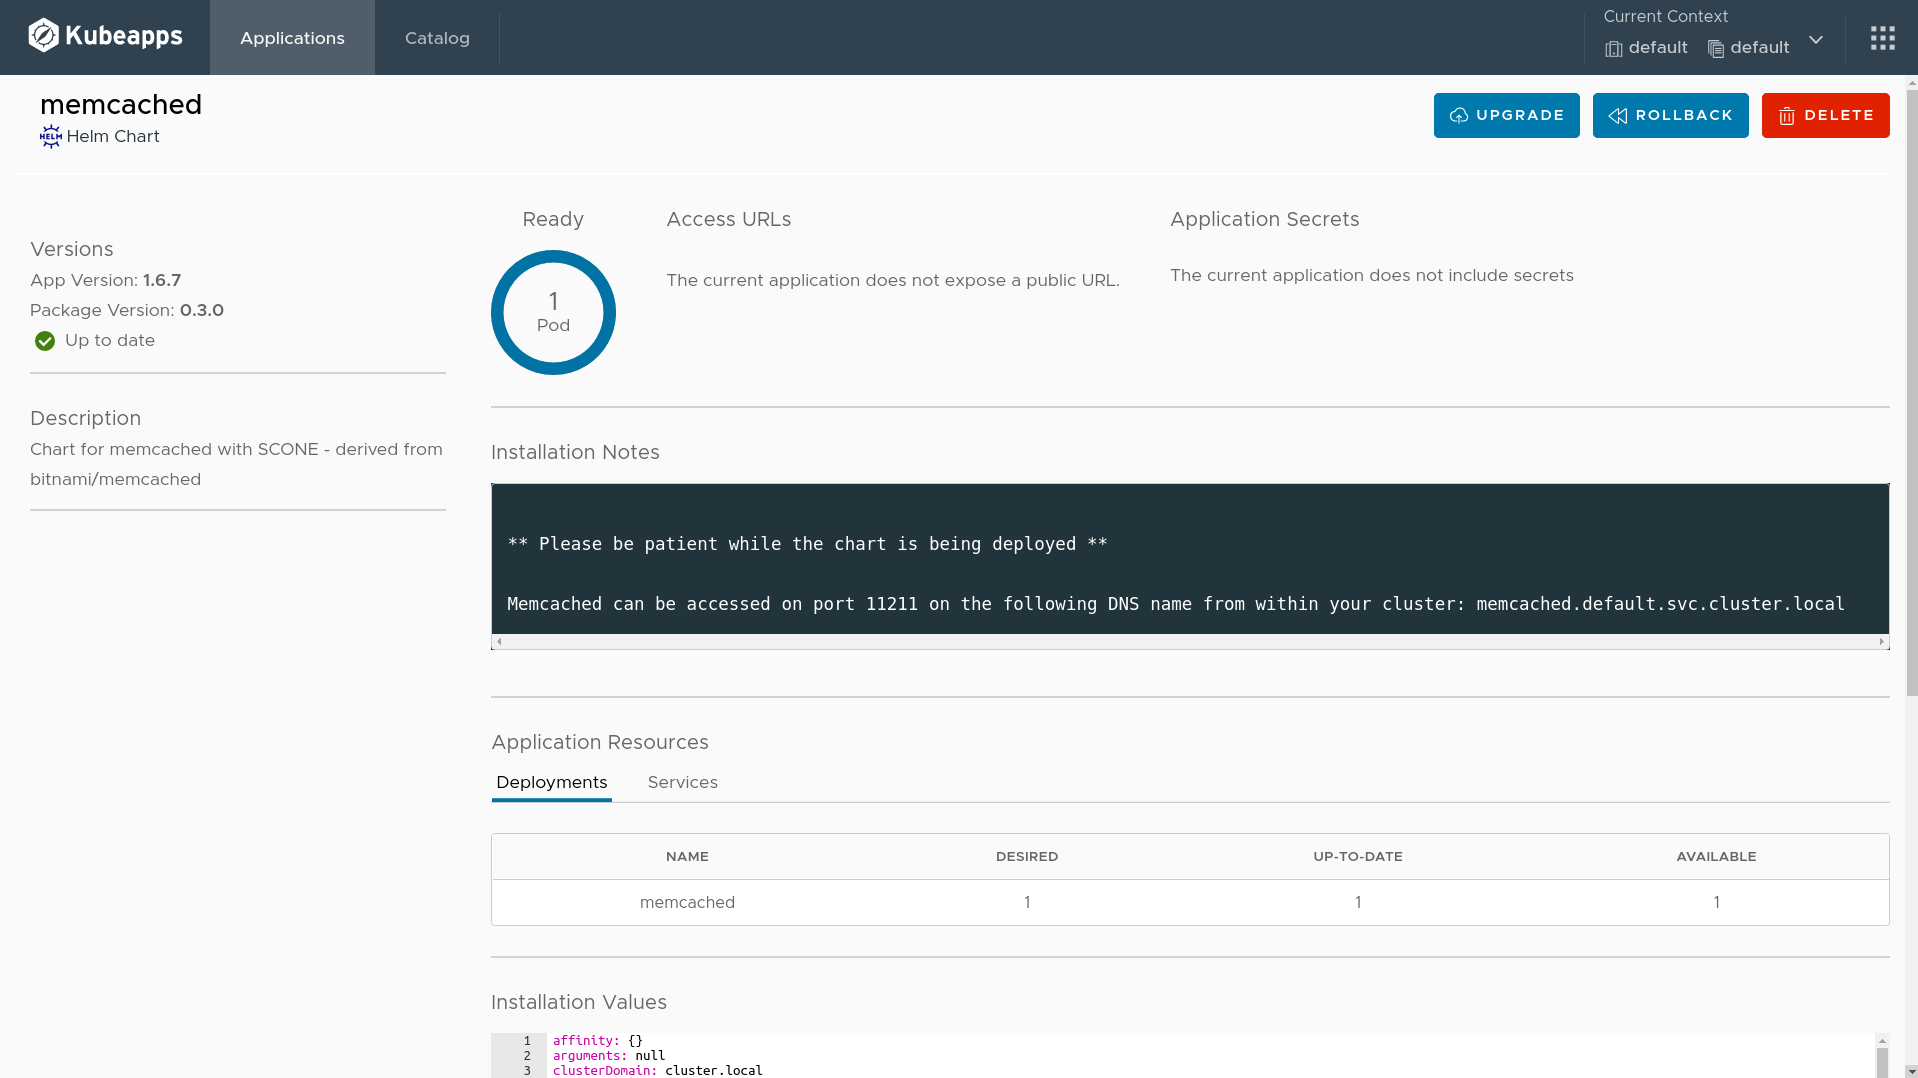 Kubeapps
Applications
Catalog
Current Context
default default
memcached
HELM Helm Chart
UPGRADE
ROLLBACK
DELETE
Versions
App Version: 1.6.7
Package Version: 0.3.0
Up to date
Description
Chart for memcached with SCONE - derived from
bitnami/memcached
Ready
1
Pod
Access URLs
The current application does not expose a public URL.
Application Secrets
The current application does not include secrets
Installation Notes
** Please be patient while the chart is being deployed **
Memcached can be accessed on port 11211 on the following DNS name from within your cluster: memcached.default.svc.cluster.local
Application Resources
Deployments Services
NAME DESIRED UP-TO-DATE AVAILABLE
memcached 1 1 1
Installation Values
1 affinity: {}
2 arguments: null
3 clusterDomain: cluster.local